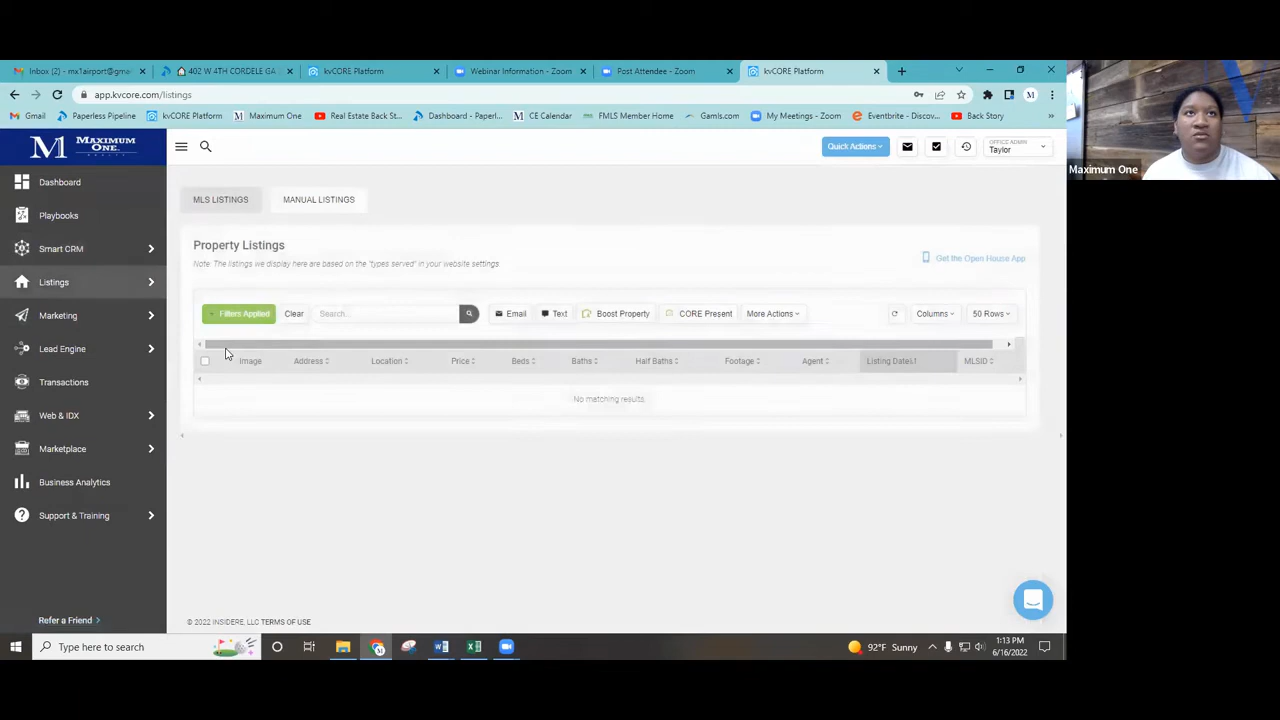 Inbox (2) - mx1airport@gma
402 W 4TH CORDELE GA
kvCORE Platform
Webinar Information - Zoom
Post Attendee - Zoom
kvCORE Platform
app.kvcore.com/listings
M
Gmail
Paperless Pipeline
kvCORE Platform
Maximum One
Real Estate Back St...
Dashboard - Paperl...
CE Calendar
FMLS Member Home
Gamls.com
My Meetings - Zoom
Eventbrite - Discov...
Back Story
»
M MAXIMUM ONE
Quick Actions
OFFICE ADMIN
Taylor
Maximum One
Dashboard
Playbooks
Smart CRM
Listings
Marketing
Lead Engine
Transactions
Web & IDX
Marketplace
Business Analytics
Support & Training
Refer a Friend
MLS LISTINGS
MANUAL LISTINGS
Property Listings
Note: The listings we display here are based on the "types served" in your website settings.
Get the Open House App
Filters Applied
Clear
Search...
Email
Text
Boost Property
CORE Present
More Actions
Columns
50 Rows
Image
Address
Location
Price
Beds
Baths
Half Baths
Footage
Agent
Listing Date
MLSID
No matching results.
© 2022 INSIDERE, LLC TERMS OF USE
Type here to search
92°F Sunny
1:13 PM
6/16/2022